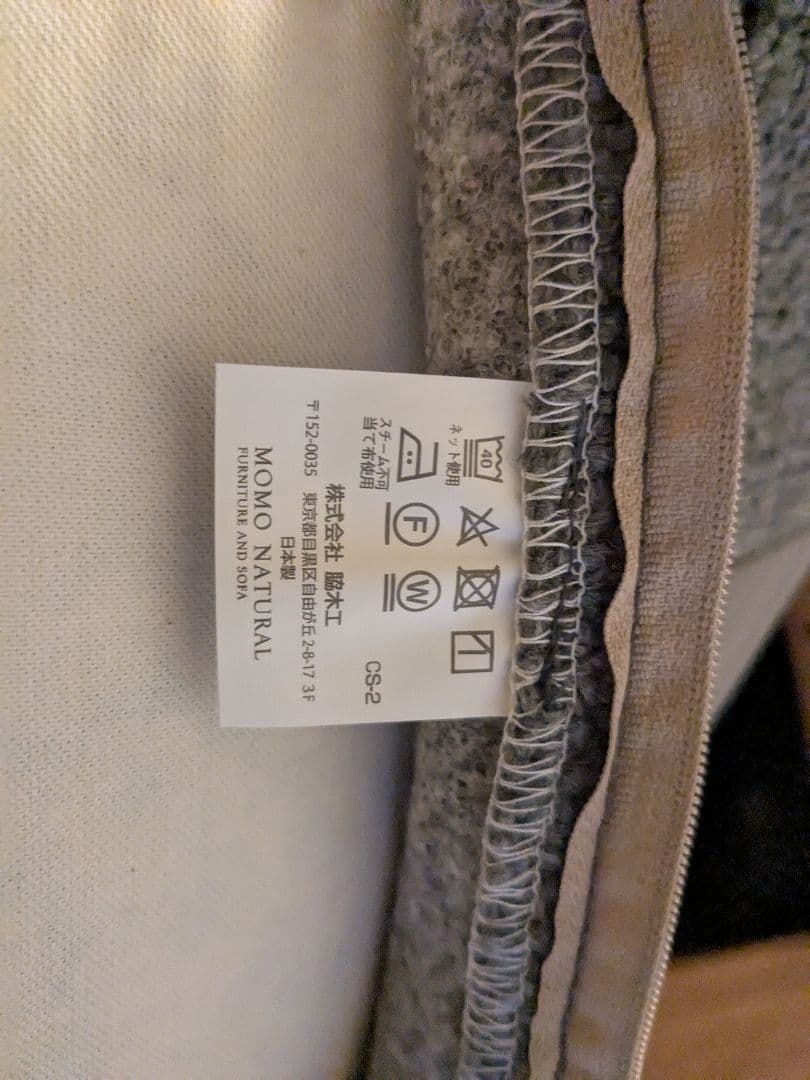 40
ネット使用
スチーム不可
当て布使用
F
W
CS-2
株式会社 脇木工
〒152-0035 東京都目黒区自由が丘 2-8-17 3F
日本製
MOMO NATURAL
FURNITURE AND SOFA